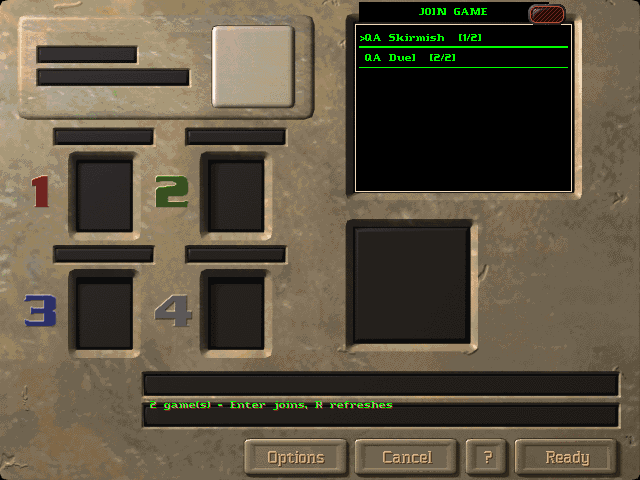 JOIN GAME
>QA Skirmish [1/2]
QA Duel [2/2]
1
2
3
4
2 game(s) - Enter joins, R refreshes
Options
Cancel
?
Ready